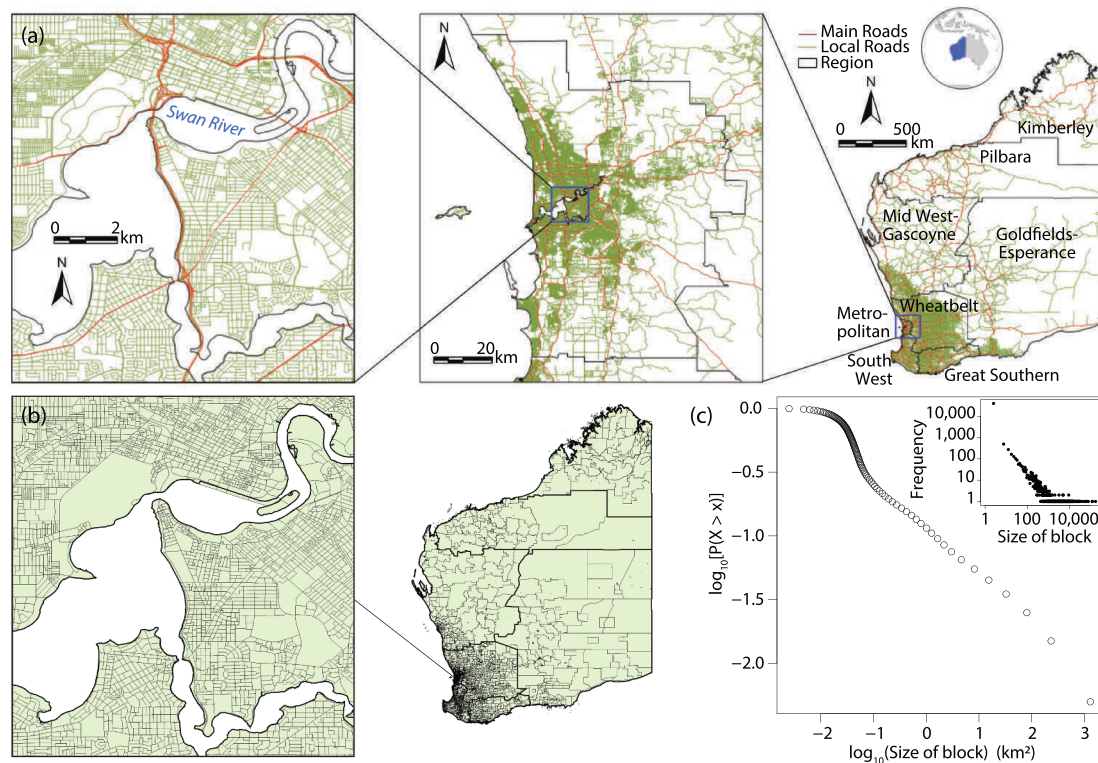 (a)
Swan River
0 2
km
N
N
0 20
km
Main Roads
Local Roads
Region
N
0 500
km
Kimberley
Pilbara
Mid West-
Gascoyne
Goldfields-
Esperance
Wheatbelt
Metro-
politan
South
West
Great Southern
(b)
(c)
0.0
−0.5
−1.0
−1.5
−2.0
log10[P(X > x)]
−2 −1 0 1 2 3
log10(Size of block) (km²)
Frequency
10,000
1,000
100
10
1
1 100 10,000
Size of block